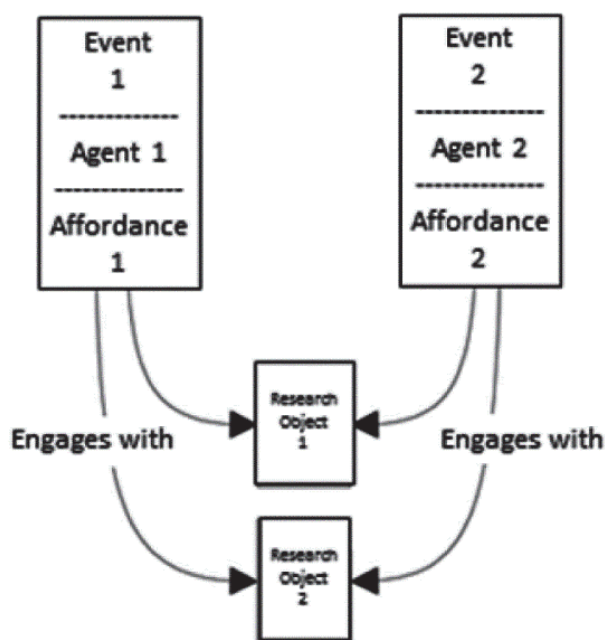 Event
1
------------
Agent 1
------------
Affordance
1
Event
2
------------
Agent 2
------------
Affordance
2
Engages with
Engages with
Research
Object
1
Research
Object
2